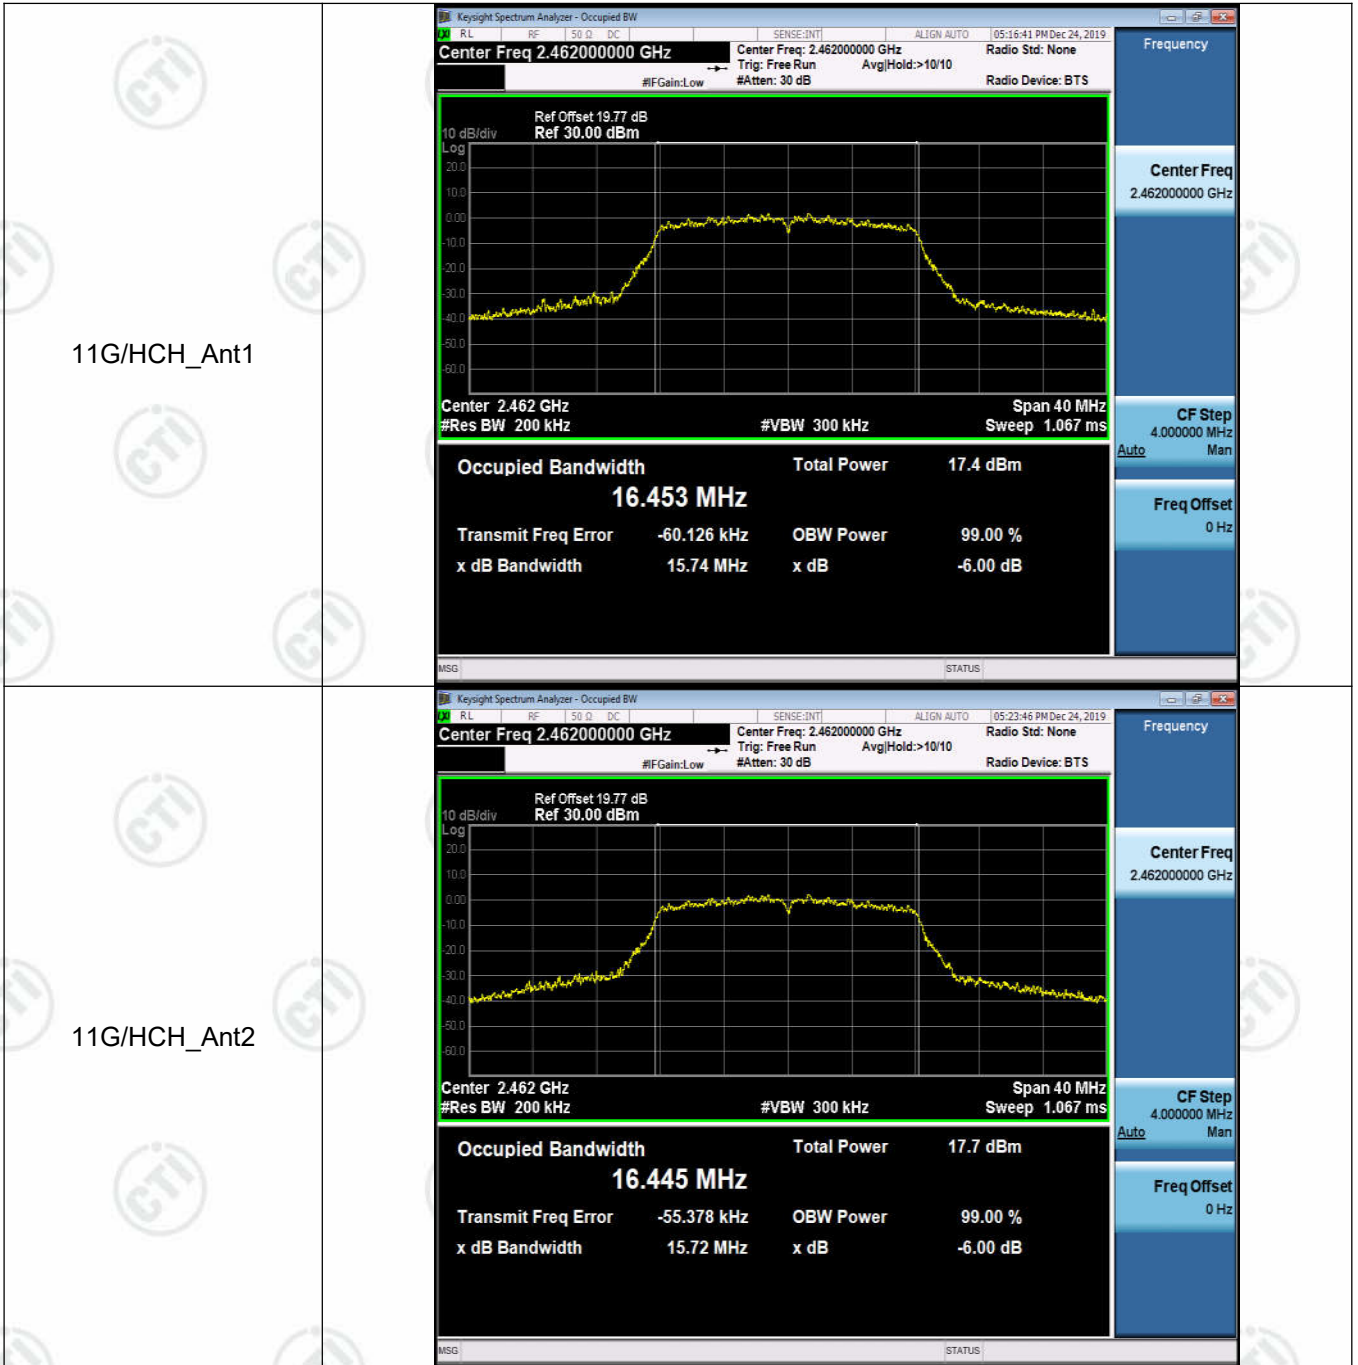 11G/HCH_Ant1
Keysight Spectrum Analyzer - Occupied BW
RL RF 50 Ω DC SENSE:INT ALIGN AUTO 05:16:41 PM Dec 24, 2019
Center Freq 2.462000000 GHz
Center Freq: 2.462000000 GHz
Radio Std: None
Trig: Free Run Avg|Hold:>10/10
#IFGain:Low
#Atten: 30 dB
Radio Device: BTS
Ref Offset 19.77 dB
10 dB/div Ref 30.00 dBm
Log
20.0
10.0
0.00
-10.0
-20.0
-30.0
-40.0
-50.0
-60.0
Center 2.462 GHz Span 40 MHz
#Res BW 200 kHz #VBW 300 kHz Sweep 1.067 ms
Occupied Bandwidth Total Power 17.4 dBm
16.453 MHz
Transmit Freq Error -60.126 kHz OBW Power 99.00 %
x dB Bandwidth 15.74 MHz x dB -6.00 dB
MSG STATUS
Frequency
Center Freq
2.462000000 GHz
CF Step
4.000000 MHz
Auto Man
Freq Offset
0 Hz
11G/HCH_Ant2
Keysight Spectrum Analyzer - Occupied BW
RL RF 50 Ω DC SENSE:INT ALIGN AUTO 05:23:46 PM Dec 24, 2019
Center Freq 2.462000000 GHz
Center Freq: 2.462000000 GHz
Radio Std: None
Trig: Free Run Avg|Hold:>10/10
#IFGain:Low
#Atten: 30 dB
Radio Device: BTS
Ref Offset 19.77 dB
10 dB/div Ref 30.00 dBm
Log
20.0
10.0
0.00
-10.0
-20.0
-30.0
-40.0
-50.0
-60.0
Center 2.462 GHz Span 40 MHz
#Res BW 200 kHz #VBW 300 kHz Sweep 1.067 ms
Occupied Bandwidth Total Power 17.7 dBm
16.445 MHz
Transmit Freq Error -55.378 kHz OBW Power 99.00 %
x dB Bandwidth 15.72 MHz x dB -6.00 dB
MSG STATUS
Frequency
Center Freq
2.462000000 GHz
CF Step
4.000000 MHz
Auto Man
Freq Offset
0 Hz
CTI
CTI
CTI
CTI
CTI
CTI
CTI
CTI